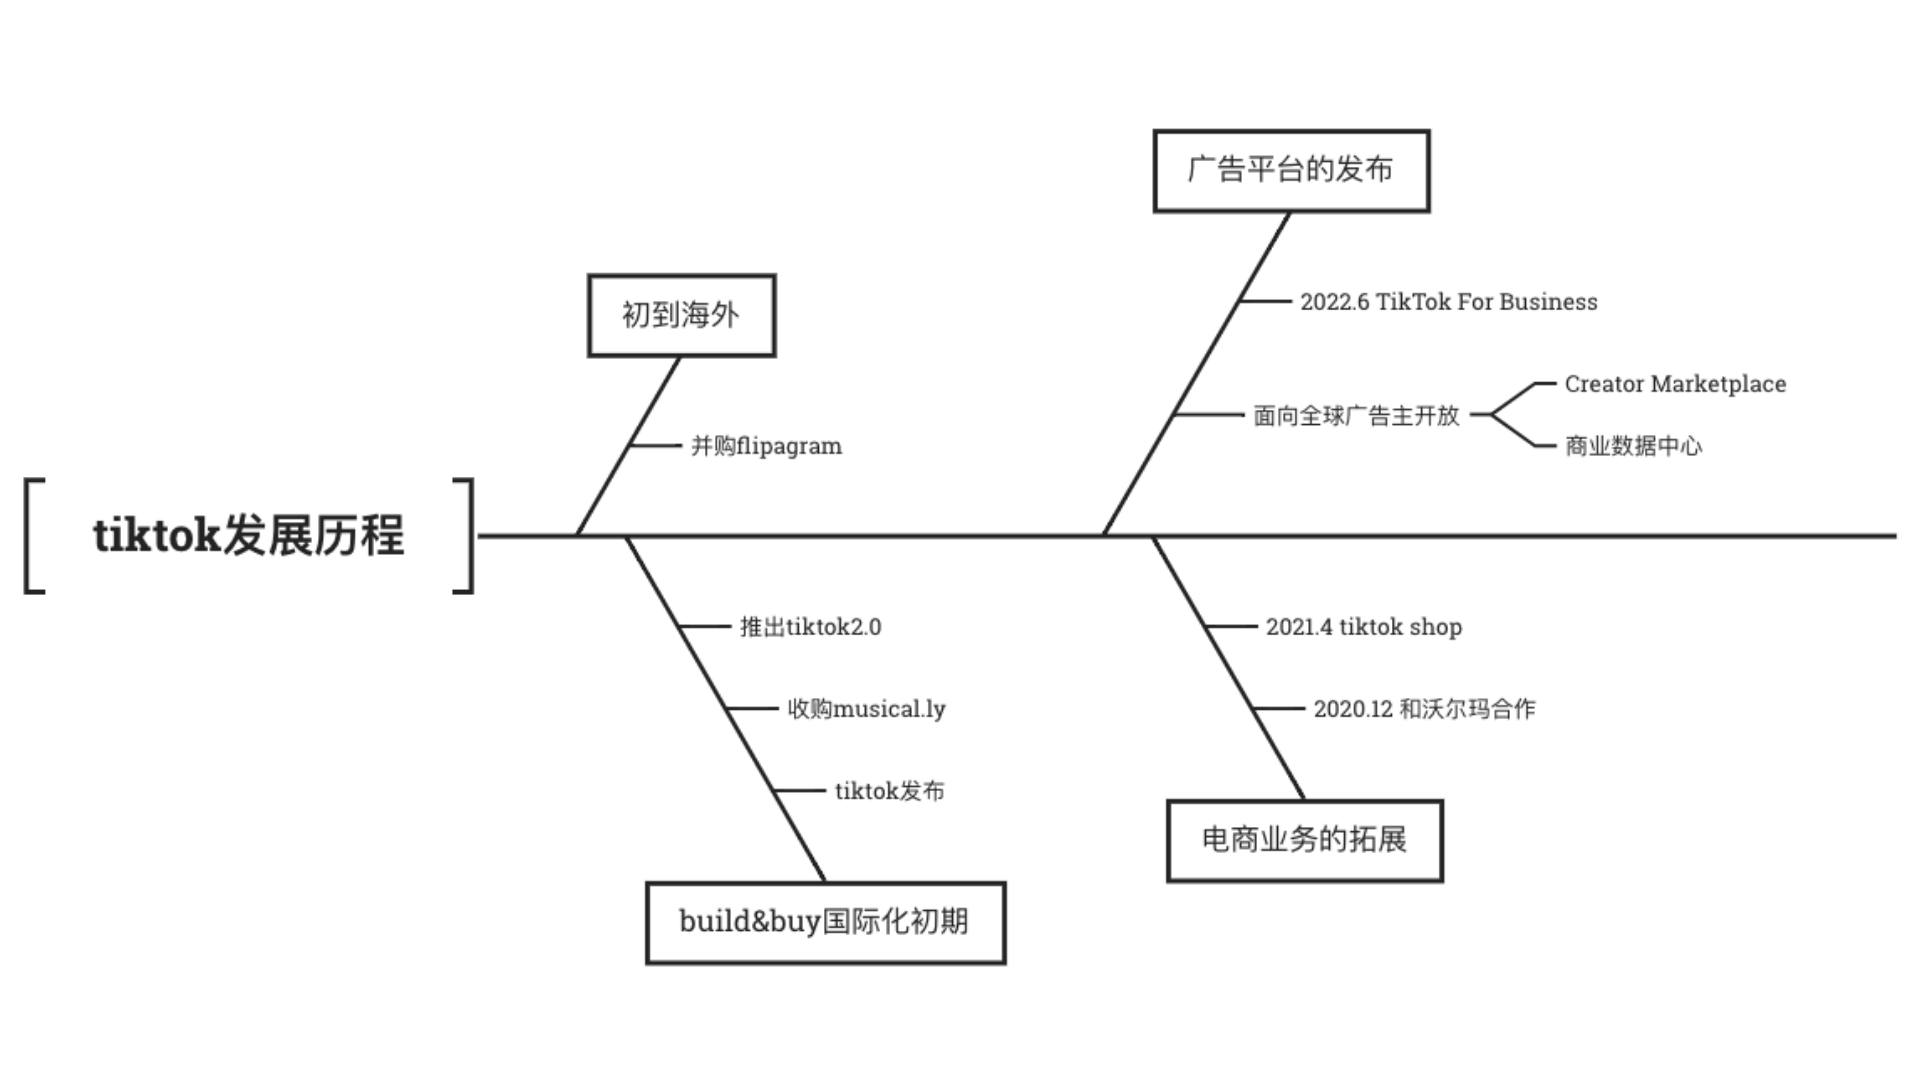 tiktok发展历程
初到海外
并购flipagram
build&buy国际化初期
推出tiktok2.0
收购musical.ly
tiktok发布
广告平台的发布
2022.6 TikTok For Business
面向全球广告主开放
Creator Marketplace
商业数据中心
电商业务的拓展
2021.4 tiktok shop
2020.12 和沃尔玛合作